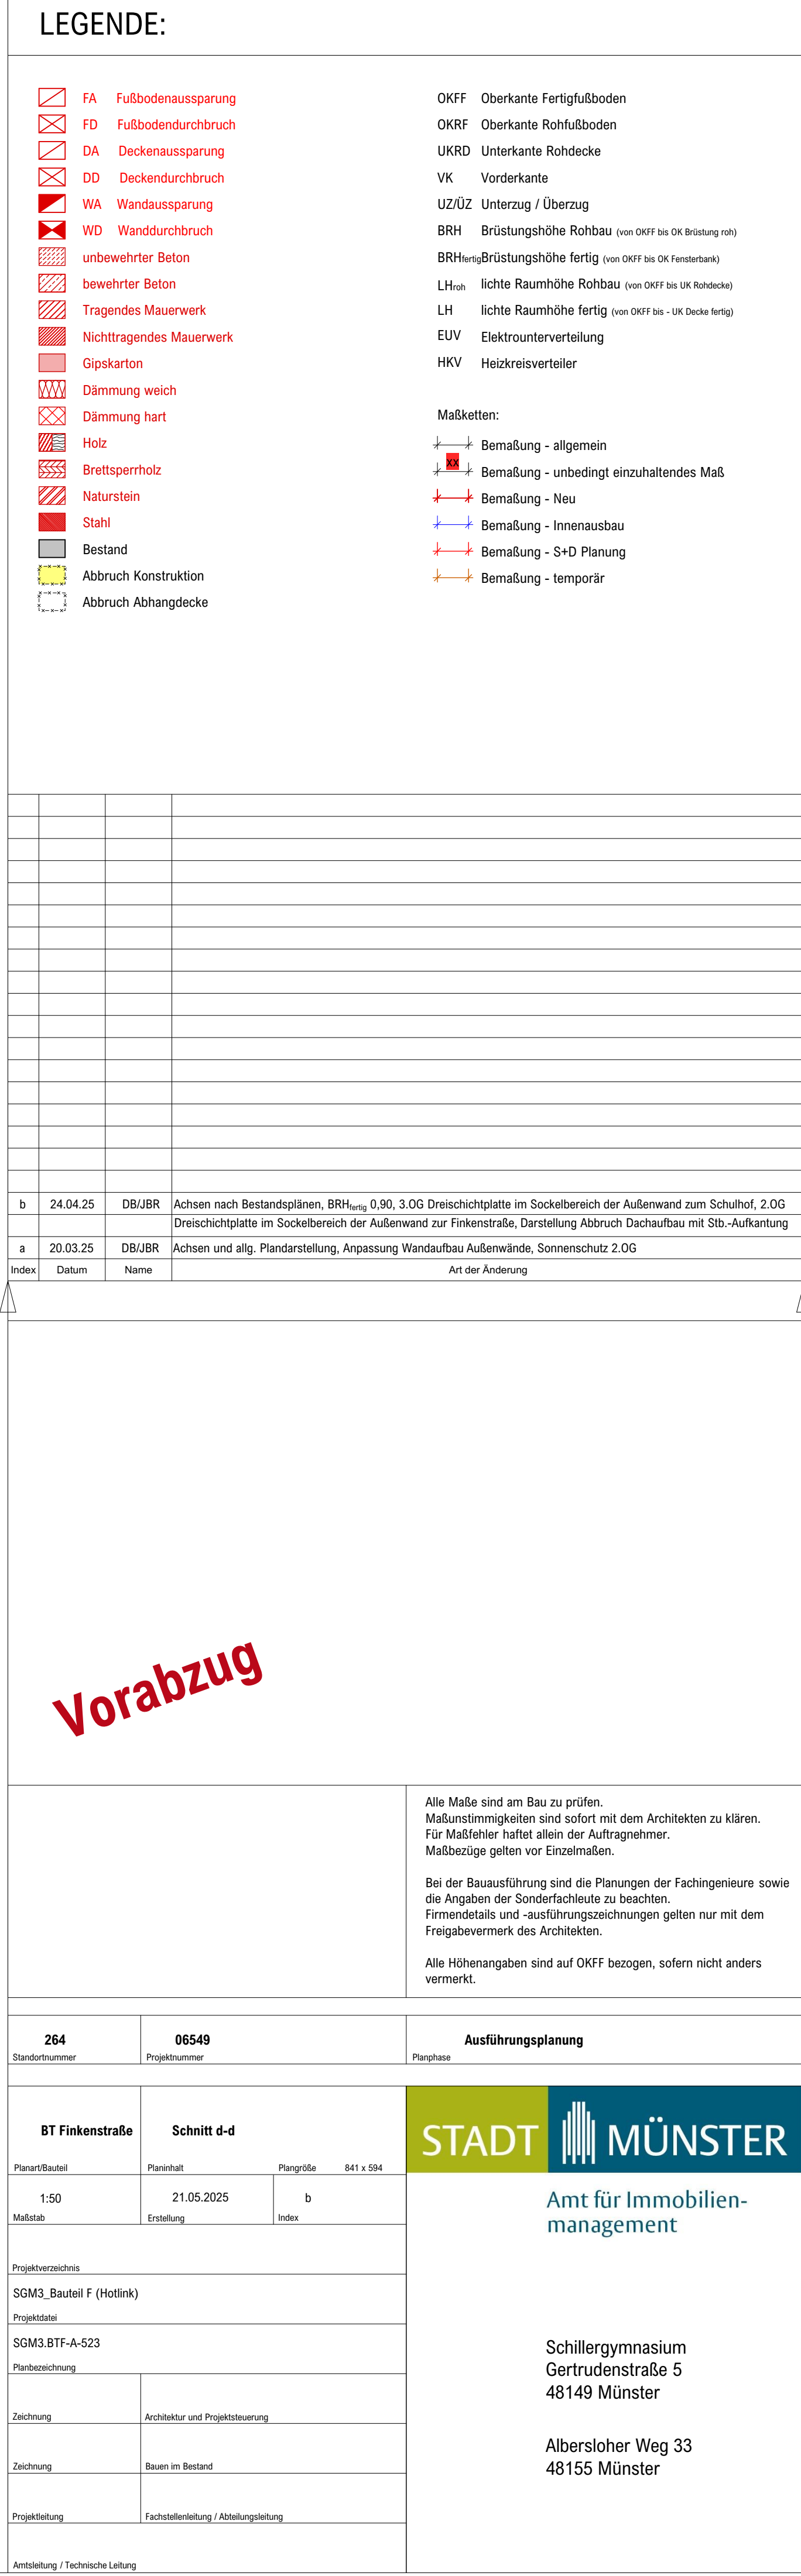 LEGENDE:
FA Fußbodenaussparung
FD Fußbodendurchbruch
DA Deckenaussparung
DD Deckendurchbruch
WA Wandaussparung
WD Wanddurchbruch
unbewehrter Beton
bewehrter Beton
Tragendes Mauerwerk
Nichttragendes Mauerwerk
Gipskarton
Dämmung weich
Dämmung hart
Holz
Brettsperrholz
Naturstein
Stahl
Bestand
Abbruch Konstruktion
Abbruch Abhangdecke
OKFF Oberkante Fertigfußboden
OKRF Oberkante Rohfußboden
UKRD Unterkante Rohdecke
VK Vorderkante
UZ/ÜZ Unterzug / Überzug
BRH Brüstungshöhe Rohbau (von OKFF bis OK Brüstung roh)
BRHfertig Brüstungshöhe fertig (von OKFF bis OK Fensterbank)
LHroh lichte Raumhöhe Rohbau (von OKFF bis UK Rohdecke)
LH lichte Raumhöhe fertig (von OKFF bis - UK Decke fertig)
EUV Elektrounterverteilung
HKV Heizkreisverteiler
Maßketten:
Bemaßung - allgemein
xx Bemaßung - unbedingt einzuhaltendes Maß
Bemaßung - Neu
Bemaßung - Innenausbau
Bemaßung - S+D Planung
Bemaßung - temporär
b 24.04.25 DB/JBR Achsen nach Bestandsplänen, BRHfertig 0,90, 3.OG Dreischichtplatte im Sockelbereich der Außenwand zum Schulhof, 2.OG
Dreischichtplatte im Sockelbereich der Außenwand zur Finkenstraße, Darstellung Abbruch Dachaufbau mit Stb.-Aufkantung
a 20.03.25 DB/JBR Achsen und allg. Plandarstellung, Anpassung Wandaufbau Außenwände, Sonnenschutz 2.OG
Index Datum Name Art der Änderung
Vorabzug
Alle Maße sind am Bau zu prüfen.
Maßunstimmigkeiten sind sofort mit dem Architekten zu klären.
Für Maßfehler haftet allein der Auftragnehmer.
Maßbezüge gelten vor Einzelmaßen.
Bei der Bauausführung sind die Planungen der Fachingenieure sowie
die Angaben der Sonderfachleute zu beachten.
Firmendetails und -ausführungszeichnungen gelten nur mit dem
Freigabevermerk des Architekten.
Alle Höhenangaben sind auf OKFF bezogen, sofern nicht anders
vermerkt.
264 06549 Ausführungsplanung
Standortnummer Projektnummer Planphase
BT Finkenstraße Schnitt d-d
Planart/Bauteil Planinhalt Plangröße 841 x 594
1:50 21.05.2025 b
Maßstab Erstellung Index
Projektverzeichnis
SGM3_Bauteil F (Hotlink)
Projektdatei
SGM3.BTF-A-523
Planbezeichnung
Zeichnung Architektur und Projektsteuerung
Zeichnung Bauen im Bestand
Projektleitung Fachstellenleitung / Abteilungsleitung
Amtsleitung / Technische Leitung
STADT MÜNSTER
Amt für Immobilien-
management
Schillergymnasium
Gertrudenstraße 5
48149 Münster
Albersloher Weg 33
48155 Münster